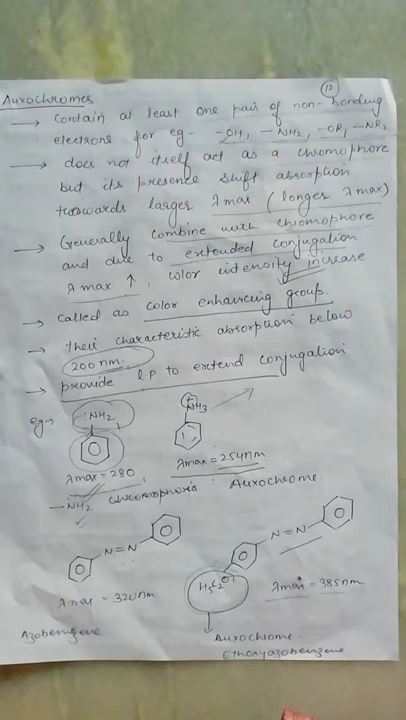 12
Auxochromes
→ Contain at least one pair of non-bonding
electrons for eg- -OH, -NH2, -OR, -NR2
→ does not itself act as a chromophore
but its presence shift absorption
towards larger λmax (longer λmax)
→ Generally combine with chromophore
and due to extended conjugation
λmax ↑, color intensity increase
→ Called as color enhancing group.
→ their characteristic absorption below
200nm.
→ provide l.p to extend conjugation
eg→
:NH2
+
NH3
λmax = 280
λmax = 254nm
-NH2 chromophoric Auxochrome.
N=N
N=N
H5C2O
λmax = 320nm
λmax = 385nm
Azobenzene
Auxochrome
Ethoxyazobenzene